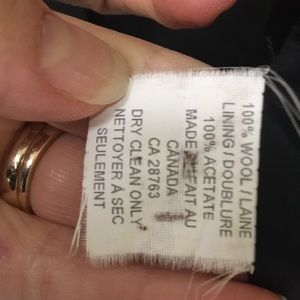 100% WOOL / LAINE
LINING / DOUBLURE
100% ACETATE
MADE FAIT AU
CANADA
CA 28763
DRY CLEAN ONLY
NETTOYER À SEC
SEULEMENT